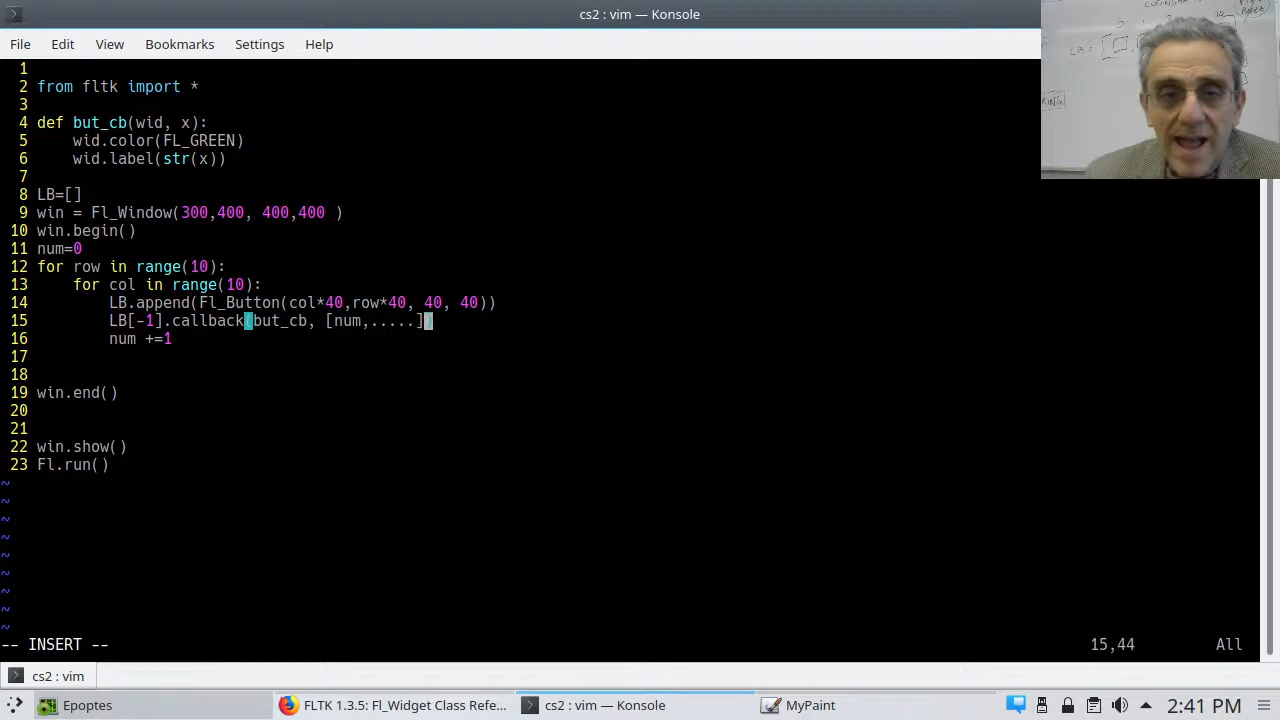 cs2 : vim — Konsole
File Edit View Bookmarks Settings Help
1
2 from fltk import *
3
4 def but_cb(wid, x):
5     wid.color(FL_GREEN)
6     wid.label(str(x))
7
8 LB=[]
9 win = Fl_Window(300,400, 400,400 )
10 win.begin()
11 num=0
12 for row in range(10):
13     for col in range(10):
14         LB.append(Fl_Button(col*40,row*40, 40, 40))
15         LB[-1].callback(but_cb, [num,.....])
16         num +=1
17
18
19 win.end()
20
21
22 win.show()
23 Fl.run()
~
~
~
~
~
~
~
~
~
-- INSERT -- 15,44 All
cs2 : vim
Epoptes FLTK 1.3.5: Fl_Widget Class Refe... cs2 : vim — Konsole MyPaint 2:41 PM
LB =